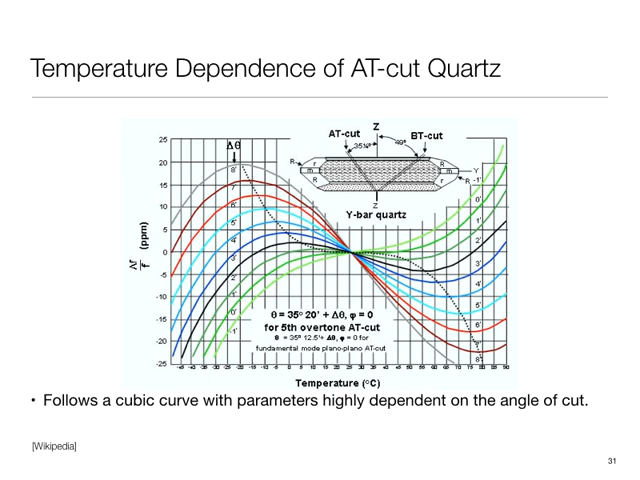 Temperature Dependence of AT-cut Quartz
AT-cut
Z
BT-cut
35¼°
49°
Δθ
R
r
m
R
Y
R
r
m
R
Z
Y-bar quartz
25
20
15
10
5
0
-5
-10
-15
-20
-25
Δf
f
(ppm)
8'
7'
6'
5'
4'
3'
2'
1'
0'
-1'
-1'
0'
1'
2'
3'
4'
5'
6'
7'
8'
θ = 35° 20' + Δθ, φ = 0
for 5th overtone AT-cut
θ = 35° 12.5'+ Δθ, φ = 0 for
fundamental mode plano-plano AT-cut
-45 -40 -35 -30 -25 -20 -15 -10 -5 0 5 10 15 20 25 30 35 40 45 50 55 60 65 70 75 80 85 90
Temperature (°C)
• Follows a cubic curve with parameters highly dependent on the angle of cut.
[Wikipedia]
31